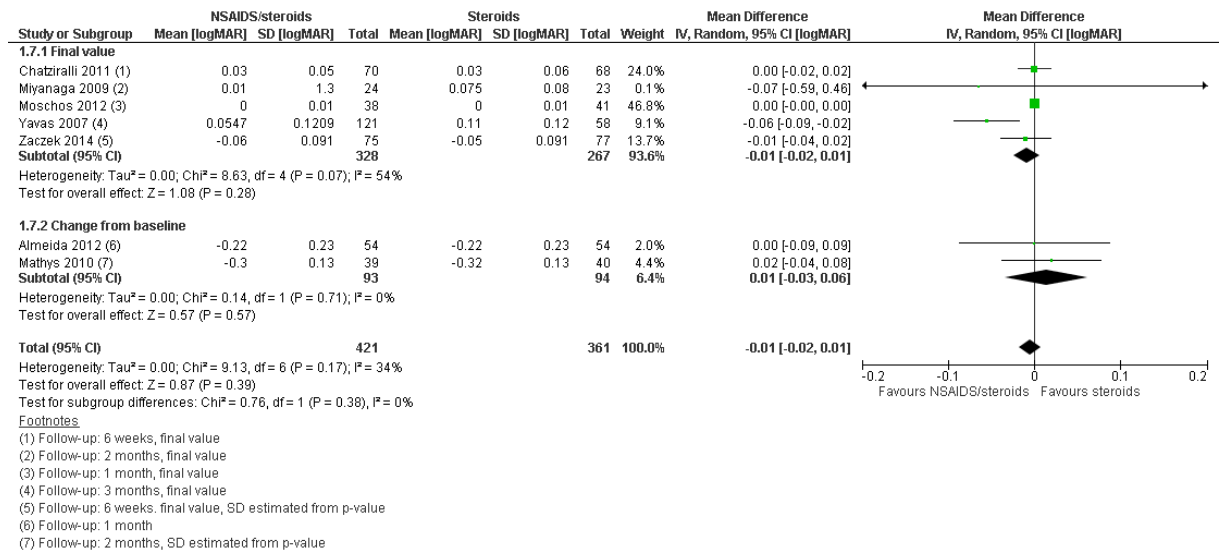 NSAIDS/steroids Steroids Mean Difference Mean Difference
Study or Subgroup Mean [logMAR] SD [logMAR] Total Mean [logMAR] SD [logMAR] Total Weight IV, Random, 95% CI [logMAR] IV, Random, 95% CI [logMAR]
1.7.1 Final value
Chatziralli 2011 (1) 0.03 0.05 70 0.03 0.06 68 24.0% 0.00 [-0.02, 0.02]
Miyanaga 2009 (2) 0.01 1.3 24 0.075 0.08 23 0.1% -0.07 [-0.59, 0.46]
Moschos 2012 (3) 0 0.01 38 0 0.01 41 46.8% 0.00 [-0.00, 0.00]
Yavas 2007 (4) 0.0547 0.1209 121 0.11 0.12 58 9.1% -0.06 [-0.09, -0.02]
Zaczek 2014 (5) -0.06 0.091 75 -0.05 0.091 77 13.7% -0.01 [-0.04, 0.02]
Subtotal (95% CI) 328 267 93.6% -0.01 [-0.02, 0.01]
Heterogeneity: Tau² = 0.00; Chi² = 8.63, df = 4 (P = 0.07); I² = 54%
Test for overall effect: Z = 1.08 (P = 0.28)
1.7.2 Change from baseline
Almeida 2012 (6) -0.22 0.23 54 -0.22 0.23 54 2.0% 0.00 [-0.09, 0.09]
Mathys 2010 (7) -0.3 0.13 39 -0.32 0.13 40 4.4% 0.02 [-0.04, 0.08]
Subtotal (95% CI) 93 94 6.4% 0.01 [-0.03, 0.06]
Heterogeneity: Tau² = 0.00; Chi² = 0.14, df = 1 (P = 0.71); I² = 0%
Test for overall effect: Z = 0.57 (P = 0.57)
Total (95% CI) 421 361 100.0% -0.01 [-0.02, 0.01]
Heterogeneity: Tau² = 0.00; Chi² = 9.13, df = 6 (P = 0.17); I² = 34%
Test for overall effect: Z = 0.87 (P = 0.39)
Test for subgroup differences: Chi² = 0.76, df = 1 (P = 0.38), I² = 0%
-0.2 -0.1 0 0.1 0.2
Favours NSAIDS/steroids Favours steroids
Footnotes
(1) Follow-up: 6 weeks, final value
(2) Follow-up: 2 months, final value
(3) Follow-up: 1 month, final value
(4) Follow-up: 3 months, final value
(5) Follow-up: 6 weeks. final value, SD estimated from p-value
(6) Follow-up: 1 month
(7) Follow-up: 2 months, SD estimated from p-value